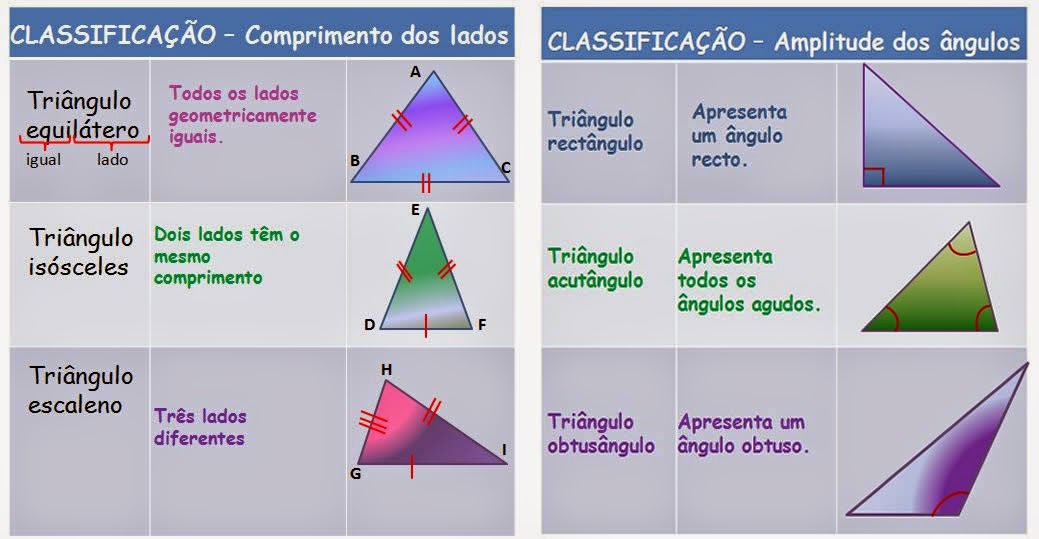 CLASSIFICAÇÃO – Comprimento dos lados
Triângulo
equilátero
igual lado
Todos os lados
geometricamente
iguais.
A
B
C
Triângulo
isósceles
Dois lados têm o
mesmo
comprimento
E
D
F
Triângulo
escaleno
Três lados
diferentes
H
G
I
CLASSIFICAÇÃO – Amplitude dos ângulos
Triângulo
rectângulo
Apresenta
um ângulo
recto.
Triângulo
acutângulo
Apresenta
todos os
ângulos agudos.
Triângulo
obtusângulo
Apresenta um
ângulo obtuso.